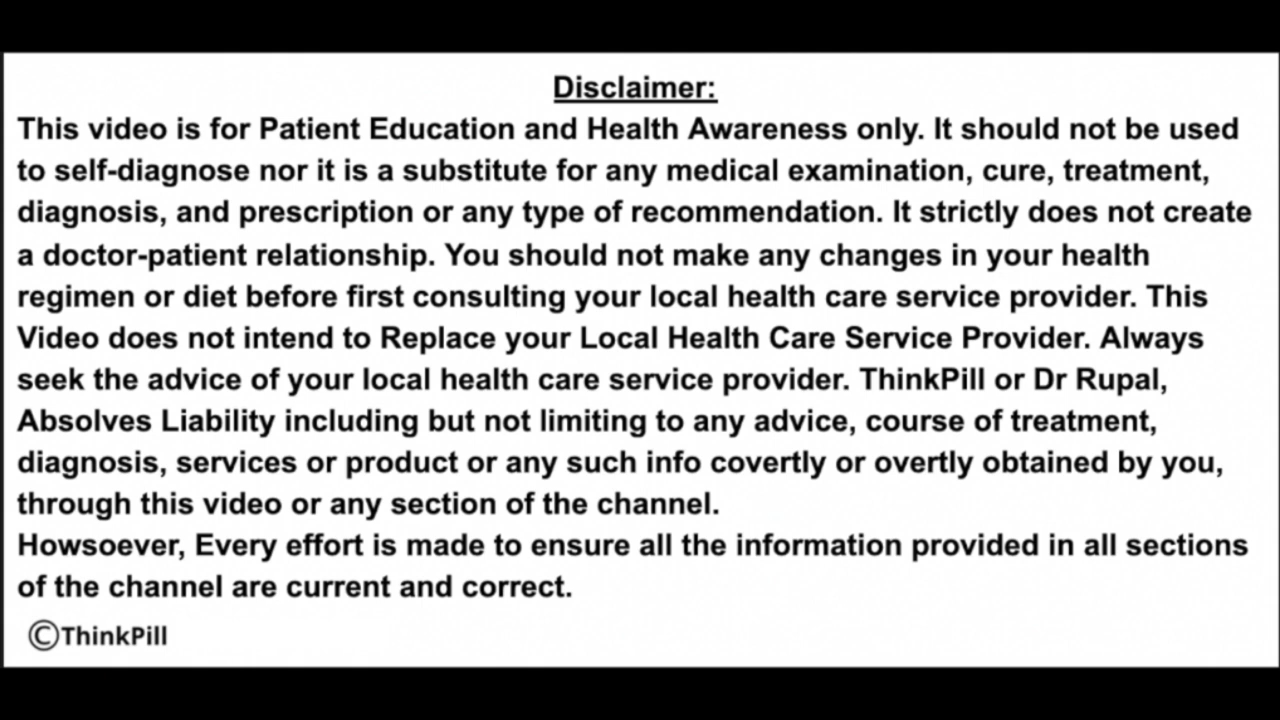 Disclaimer:
This video is for Patient Education and Health Awareness only. It should not be used
to self-diagnose nor it is a substitute for any medical examination, cure, treatment,
diagnosis, and prescription or any type of recommendation. It strictly does not create
a doctor-patient relationship. You should not make any changes in your health
regimen or diet before first consulting your local health care service provider. This
Video does not intend to Replace your Local Health Care Service Provider. Always
seek the advice of your local health care service provider. ThinkPill or Dr Rupal,
Absolves Liability including but not limiting to any advice, course of treatment,
diagnosis, services or product or any such info covertly or overtly obtained by you,
through this video or any section of the channel.
Howsoever, Every effort is made to ensure all the information provided in all sections
of the channel are current and correct.
©ThinkPill